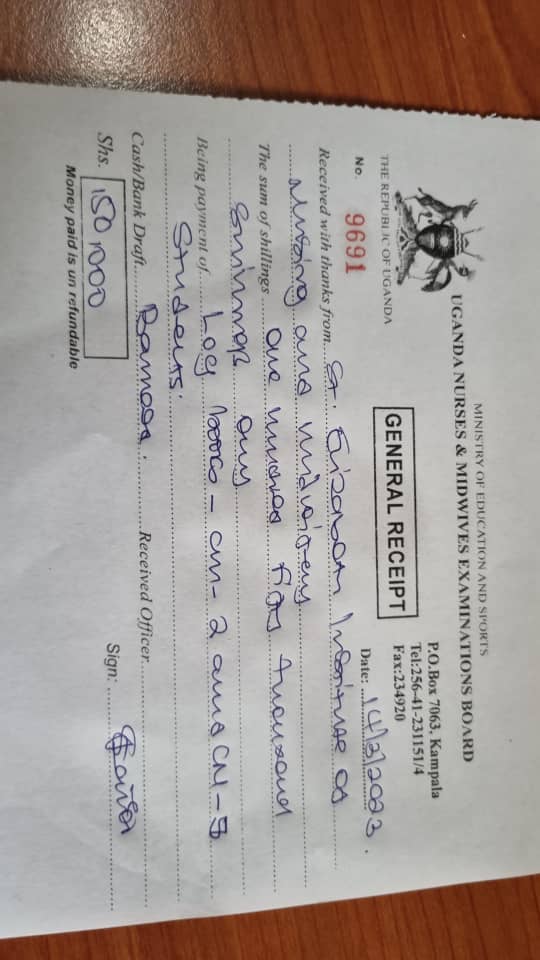 MINISTRY OF EDUCATION AND SPORTS
UGANDA NURSES & MIDWIVES EXAMINATIONS BOARD
P.O.Box 7063, Kampala
Tel:256-41-231151/4
Fax:234920
THE REPUBLIC OF UGANDA
GENERAL RECEIPT
No. 9691
Date: 14/3/2023.
Received with thanks from St. Elizabeth Institute of
Nursing and midwifery
The sum of shillings one hundred fifty thousand
Shillings only
Being payment of Log books - cm- 2 and CN-5
Students.
Cash/Bank Draft Banked. Received Officer
Shs. 150,000
Sign:
Money paid is un refundable